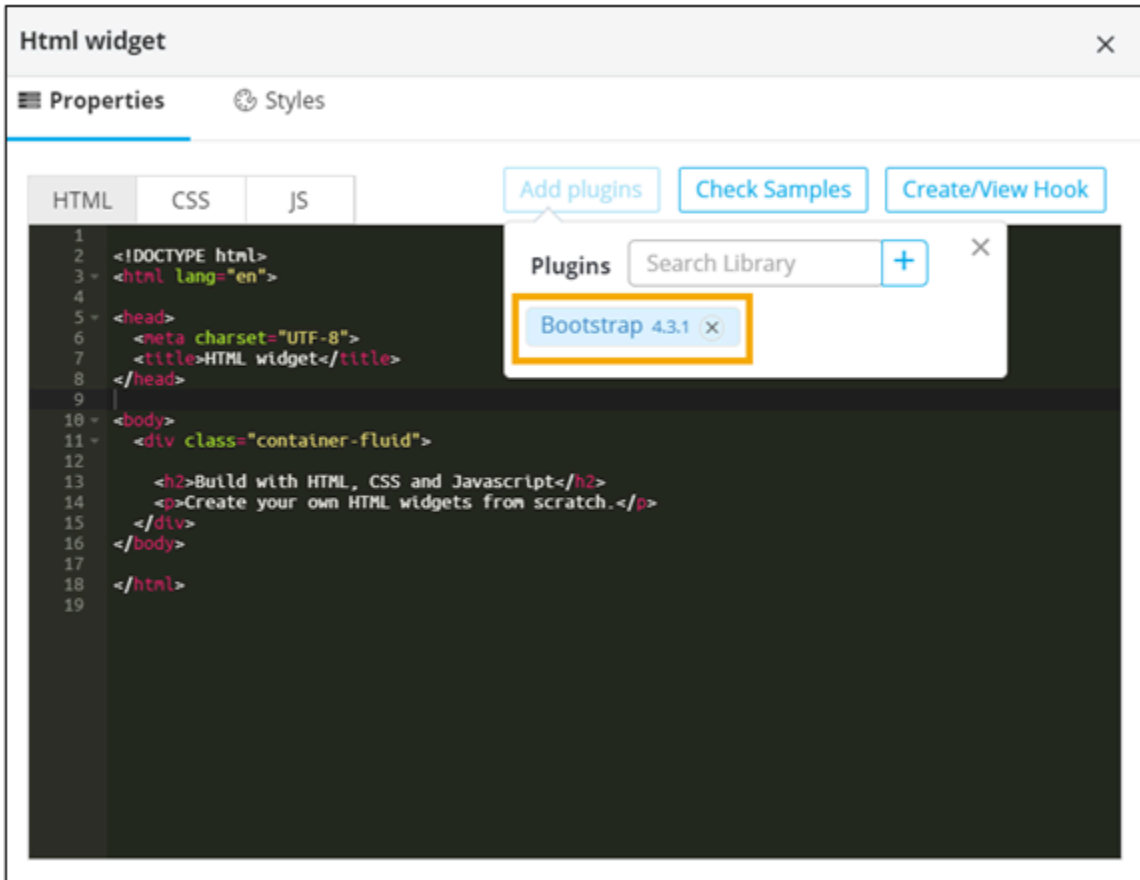 Html widget
Properties Styles
HTML CSS JS Add plugins Check Samples Create/View Hook
Plugins Search Library +
Bootstrap 4.3.1
1
2 <!DOCTYPE html>
3 <html lang="en">
4
5 <head>
6 <meta charset="UTF-8">
7 <title>HTML widget</title>
8 </head>
9
10 <body>
11 <div class="container-fluid">
12
13 <h2>Build with HTML, CSS and Javascript</h2>
14 <p>Create your own HTML widgets from scratch.</p>
15 </div>
16 </body>
17
18 </html>
19